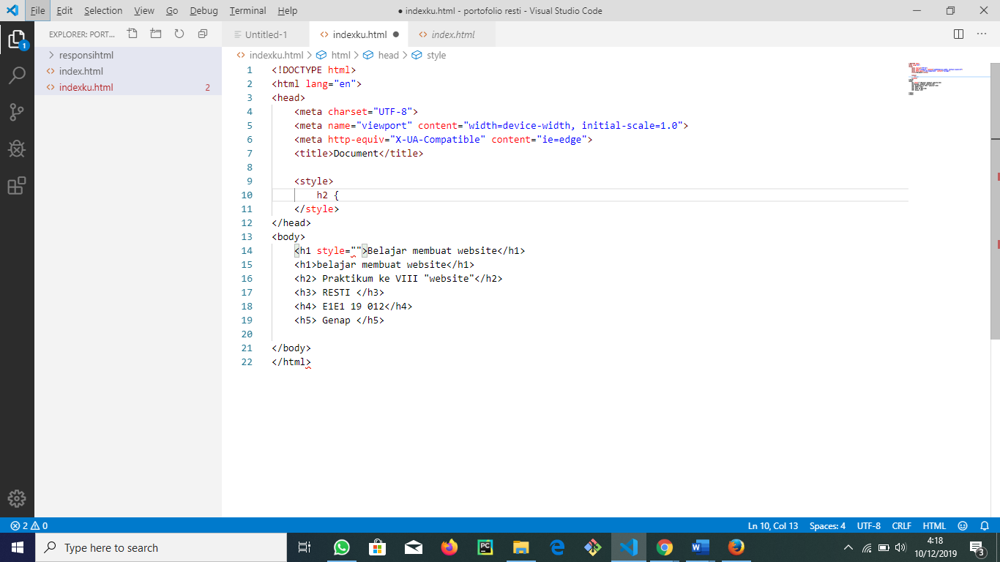 File Edit Selection View Go Debug Terminal Help ● indexku.html - portofolio resti - Visual Studio Code
EXPLORER: PORT...
responsihtml
index.html
indexku.html 2
Untitled-1 indexku.html ● index.html
indexku.html > html > head > style
1 <!DOCTYPE html>
2 <html lang="en">
3 <head>
4 <meta charset="UTF-8">
5 <meta name="viewport" content="width=device-width, initial-scale=1.0">
6 <meta http-equiv="X-UA-Compatible" content="ie=edge">
7 <title>Document</title>
8
9 <style>
10 h2 {
11 </style>
12 </head>
13 <body>
14 <h1 style="">Belajar membuat website</h1>
15 <h1>belajar membuat website</h1>
16 <h2> Praktikum ke VIII "website"</h2>
17 <h3> RESTI </h3>
18 <h4> E1E1 19 012</h4>
19 <h5> Genap </h5>
20
21 </body>
22 </html>
1
2 0 Ln 10, Col 13 Spaces: 4 UTF-8 CRLF HTML
Type here to search
PC
W
4:18
10/12/2019
3